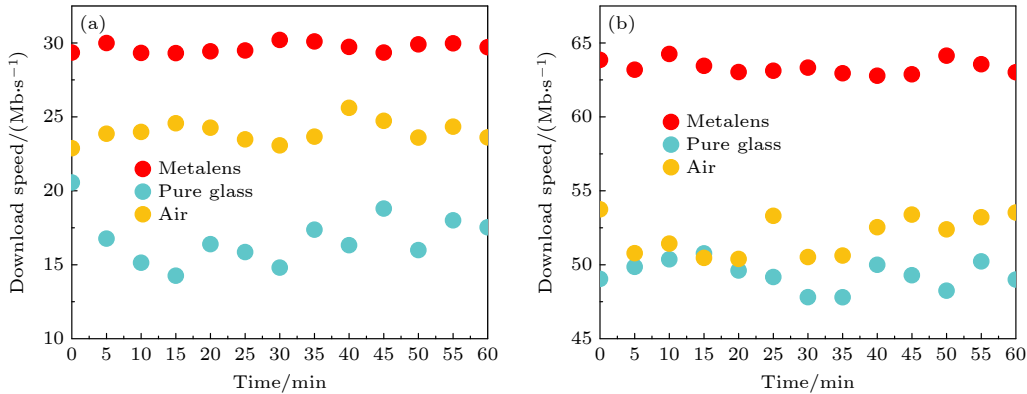 (a)
Download speed/(Mb·s⁻¹)
30
25
20
15
10
Metalens
Pure glass
Air
0 5 10 15 20 25 30 35 40 45 50 55 60
Time/min
(b)
Download speed/(Mb·s⁻¹)
65
60
55
50
45
Metalens
Pure glass
Air
0 5 10 15 20 25 30 35 40 45 50 55 60
Time/min